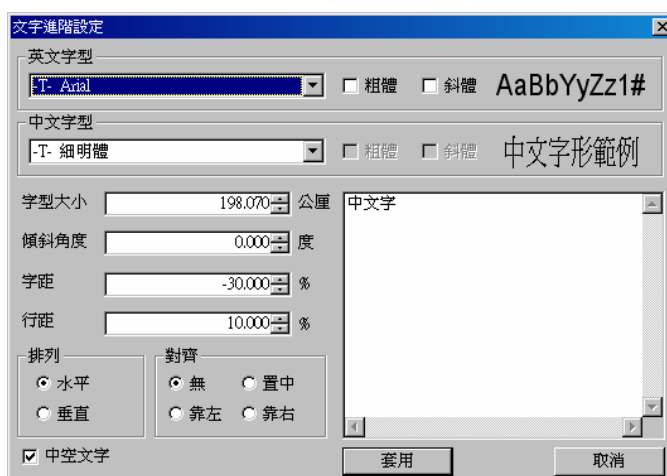 文字進階設定
英文字型
-T- Arial 粗體 斜體 AaBbYyZz1#
中文字型
-T- 細明體 粗體 斜體 中文字形範例
字型大小 198.070 公厘
傾斜角度 0.000 度
字距 -30.000 %
行距 10.000 %
中文字
排列
水平
垂直
對齊
無 置中
靠左 靠右
中空文字
套用 取消